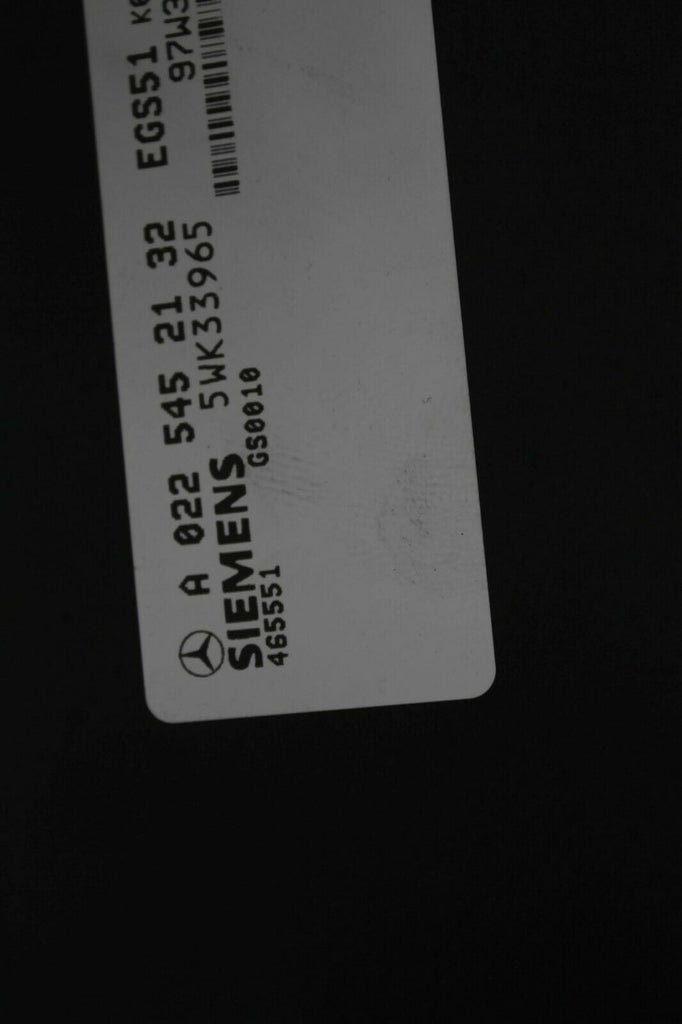 A 022 545 21 32 EGS51
SIEMENS 5WK33965 97W3
465551 GS0010